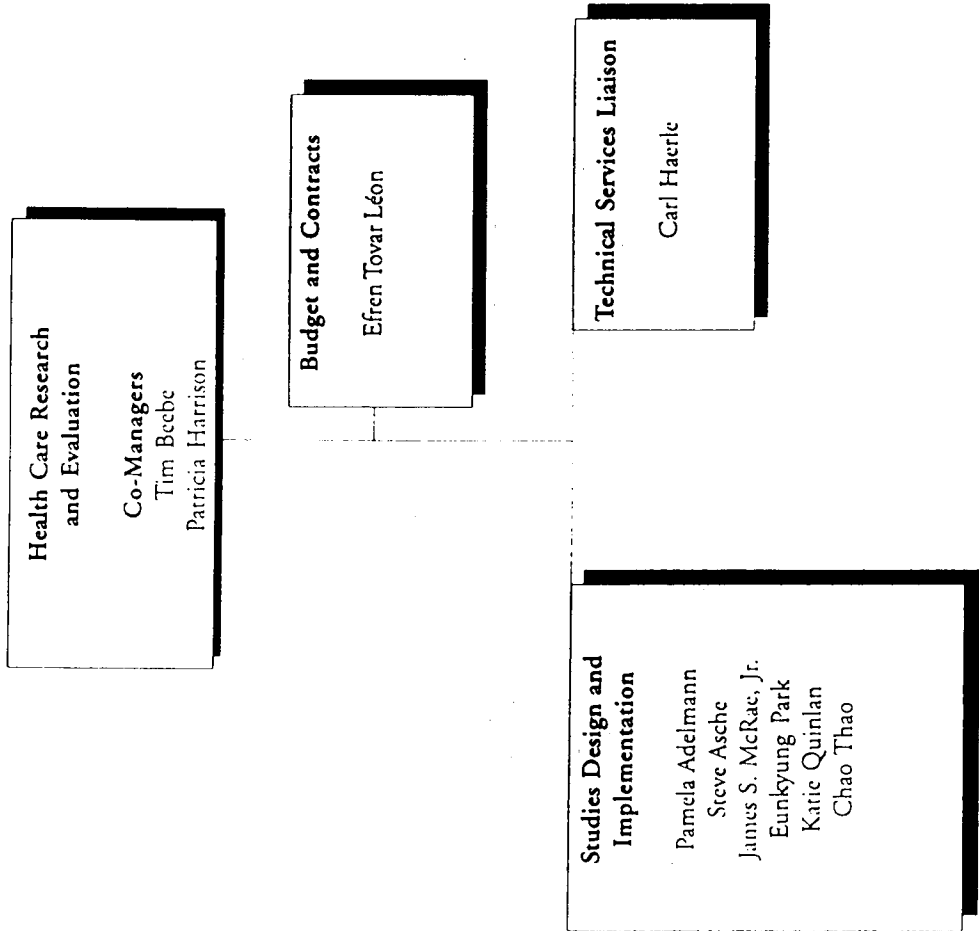 Health Care Research
and Evaluation
Co-Managers
Tim Beebe
Patricia Harrison
Budget and Contracts
Efren Tovar Léon
Studies Design and
Implementation
Pamela Adelmann
Steve Asche
James S. McRae, Jr.
Eunkyung Park
Katie Quinlan
Chao Thao
Technical Services Liaison
Carl Haerle